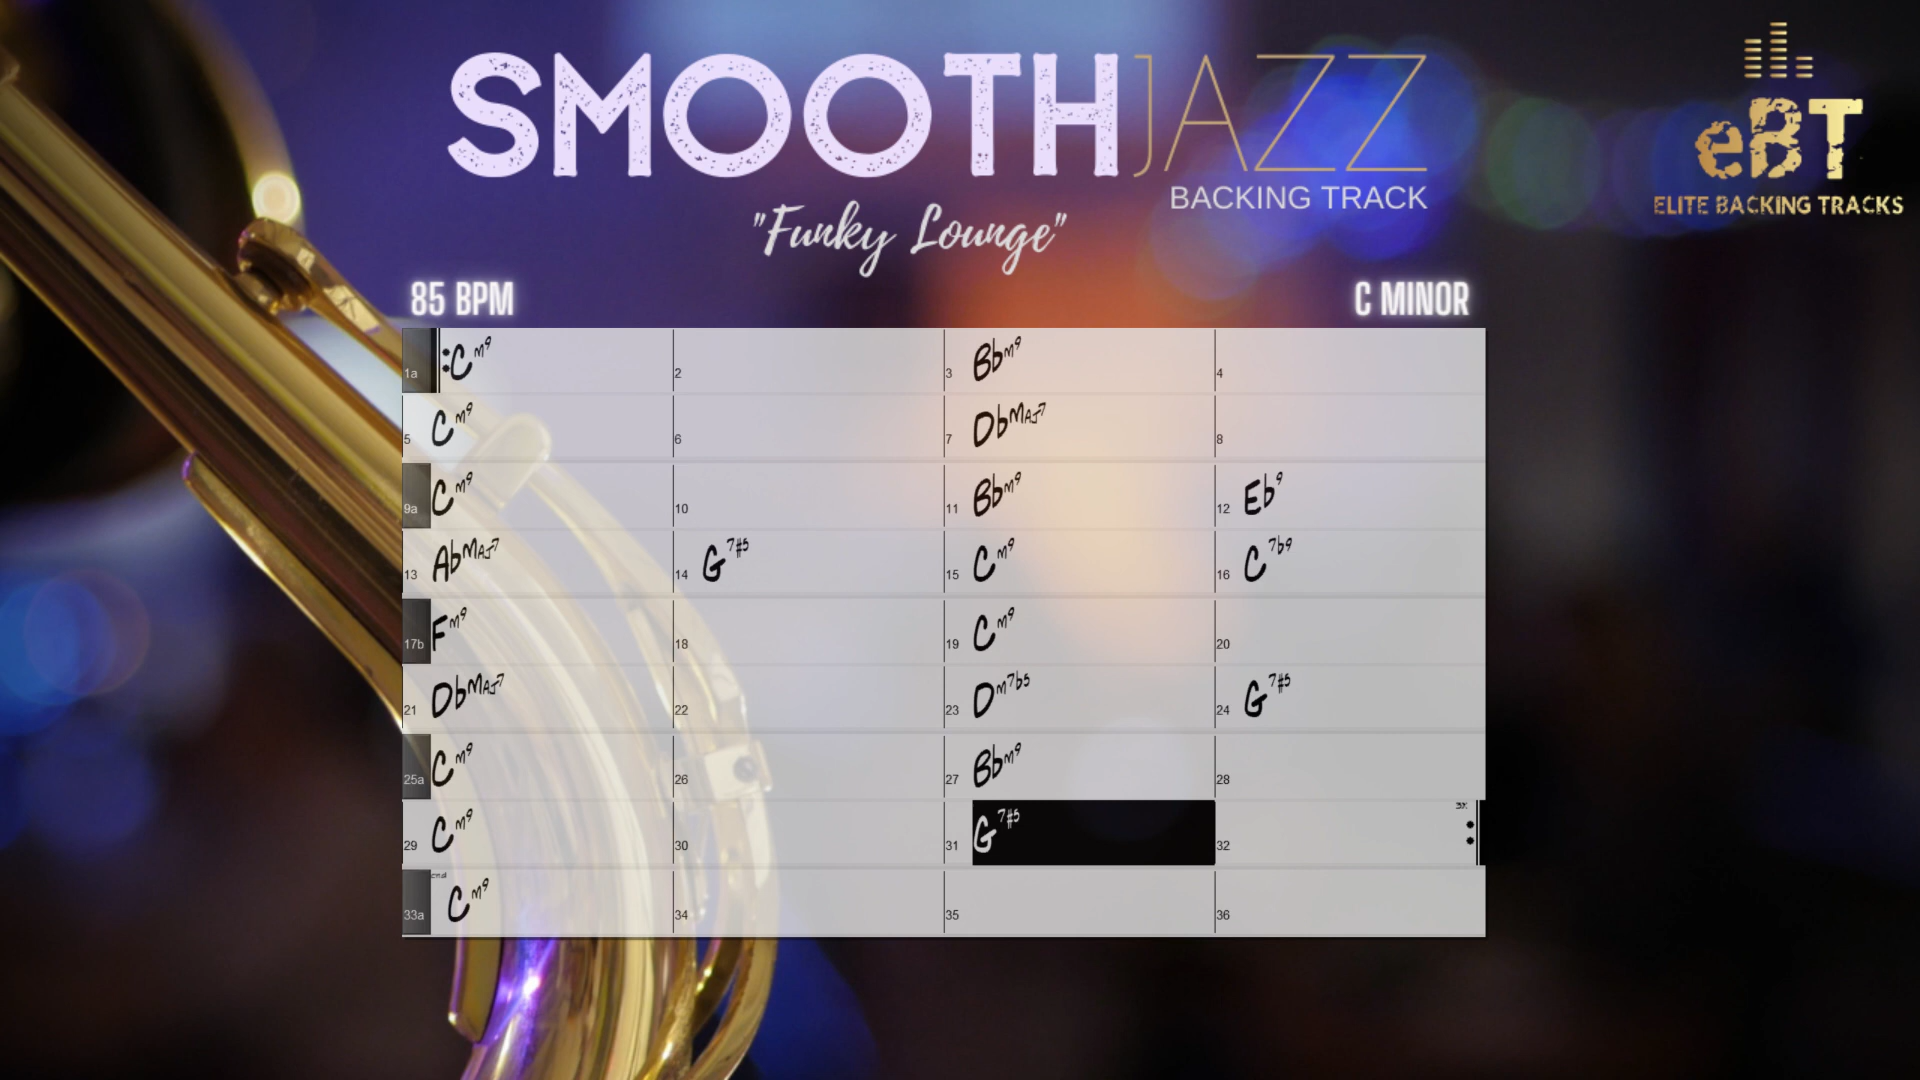 SMOOTHJAZZ
BACKING TRACK
"Funky Lounge"
eBT
ELITE BACKING TRACKS
85 BPM
C MINOR
1a :Cm9 2 3 Bbm9 4
5 Cm9 6 7 DbMAJ7 8
9a Cm9 10 11 Bbm9 12 Eb9
13 AbMAJ7 14 G7#5 15 Cm9 16 C7b9
17b Fm9 18 19 Cm9 20
21 DbMAJ7 22 23 Dm7b5 24 G7#5
25a Cm9 26 27 Bbm9 28
29 Cm9 30 31 G7#5 32 3x :
33a end Cm9 34 35 36